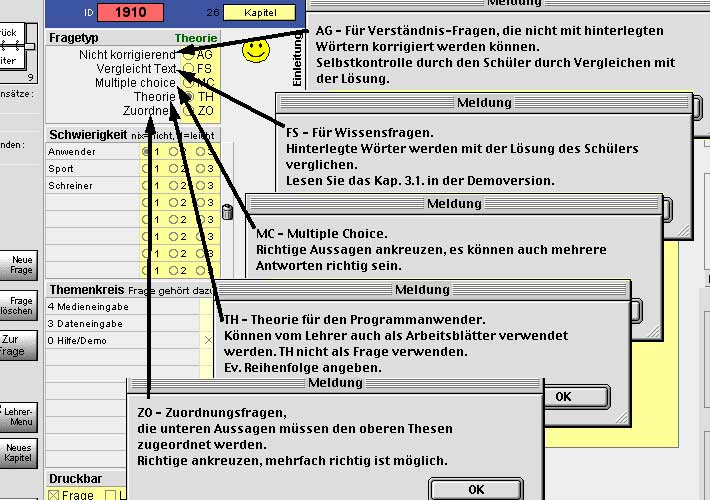 ID 1910 26 Kapitel
rück
iter
9
nsätze :
nden :
Neue
Frage
Frage
löschen
Zur
Frage
Lehrer-
Menu
Neues
Kapitel
Fragetyp Theorie
Nicht korrigierend AG
Vergleicht Text FS
Multiple choice MC
Theorie TH
Zuordne ZO
Einleitung
Schwierigkeit
Anwender 1 2 3
Sport 1 2 3
Schreiner 1 2 3
1 2 3
1 2 3
1 2 3
1 2 3
1 2 3
Themenkreis Frage gehört dazu
4 Medieneingabe
3 Dateneingabe
0 Hilfe/Demo
Druckbar
Frage L
Meldung
AG – Für Verständnis-Fragen, die nicht mit hinterlegten
Wörtern korrigiert werden können.
Selbstkontrolle durch den Schüler durch Vergleichen mit
der Lösung.
Meldung
FS – Für Wissensfragen.
Hinterlegte Wörter werden mit der Lösung des Schülers
verglichen.
Lesen Sie das Kap. 3.1. in der Demoversion.
Meldung
MC – Multiple Choice.
Richtige Aussagen ankreuzen, es können auch mehrere
Antworten richtig sein.
Meldung
TH – Theorie für den Programmanwender.
Können vom Lehrer auch als Arbeitsblätter verwendet
werden. TH nicht als Frage verwenden.
Ev. Reihenfolge angeben.
OK
Meldung
ZO – Zuordnungsfragen,
die unteren Aussagen müssen den oberen Thesen
zugeordnet werden.
Richtige ankreuzen, mehrfach richtig ist möglich.
OK